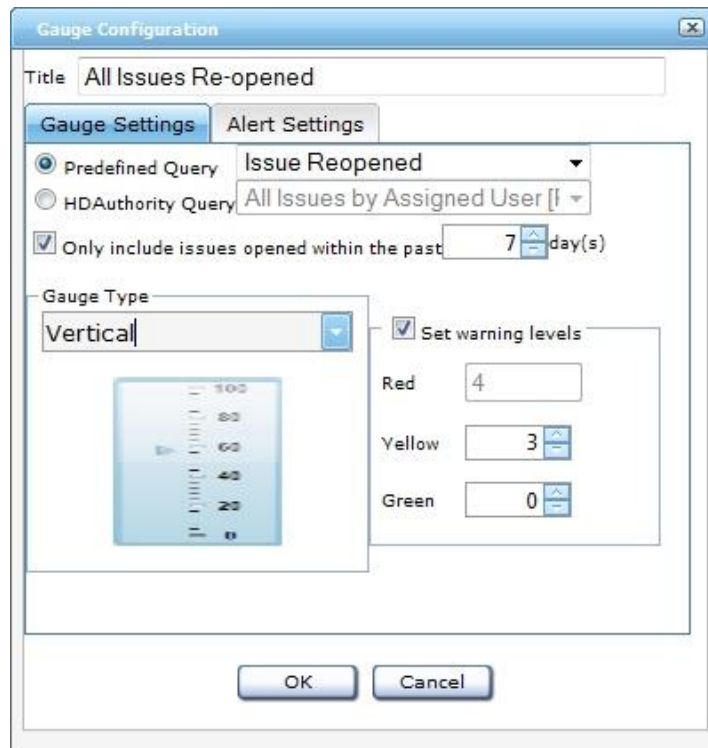 Gauge Configuration
Title All Issues Re-opened
Gauge Settings Alert Settings
Predefined Query Issue Reopened
HDAuthority Query All Issues by Assigned User [
Only include issues opened within the past 7 day(s)
Gauge Type
Vertical
100
80
60
40
20
0
Set warning levels
Red 4
Yellow 3
Green 0
OK Cancel